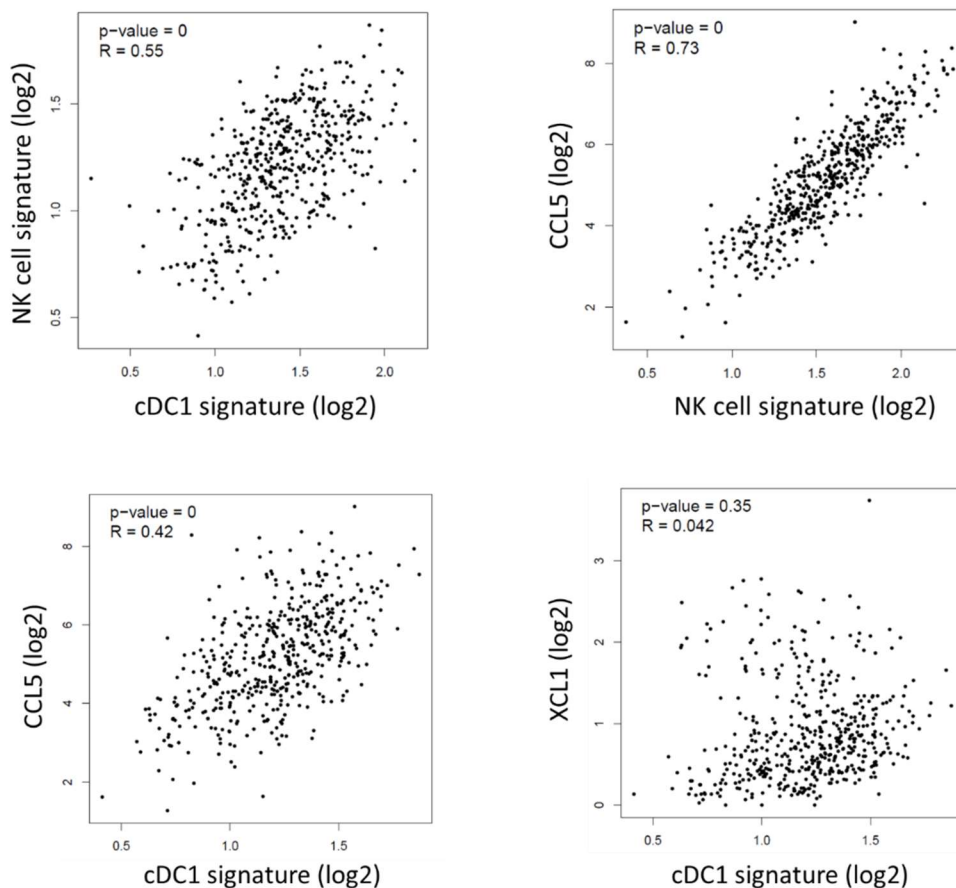 p-value = 0
R = 0.55
NK cell signature (log2)
1.5
1.0
0.5
0.5 1.0 1.5 2.0
cDC1 signature (log2)
p-value = 0
R = 0.73
CCL5 (log2)
8
6
4
2
0.5 1.0 1.5 2.0
NK cell signature (log2)
p-value = 0
R = 0.42
CCL5 (log2)
8
6
4
2
0.5 1.0 1.5
cDC1 signature (log2)
p-value = 0.35
R = 0.042
XCL1 (log2)
3
2
1
0
0.5 1.0 1.5
cDC1 signature (log2)